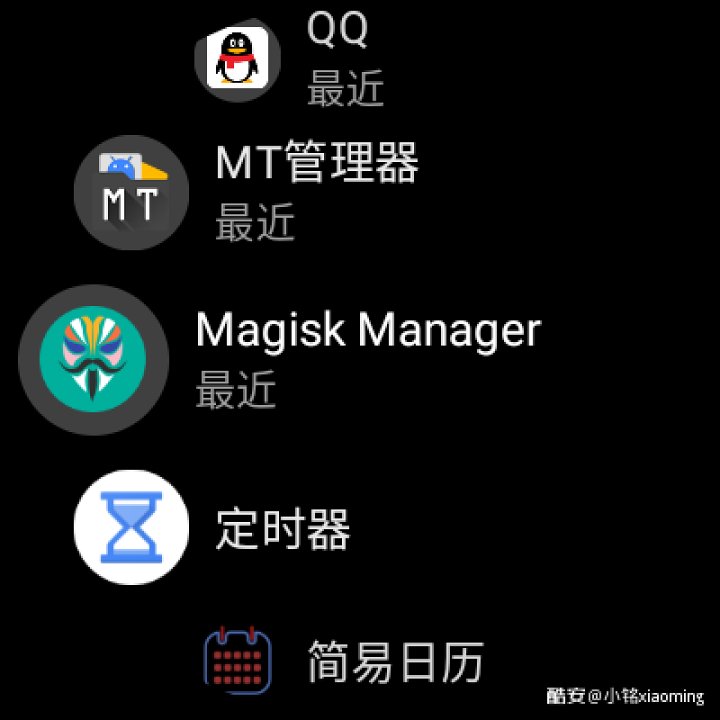 QQ
最近
MT管理器
MT
最近
Magisk Manager
最近
定时器
简易日历
酷安@小铭xiaoming